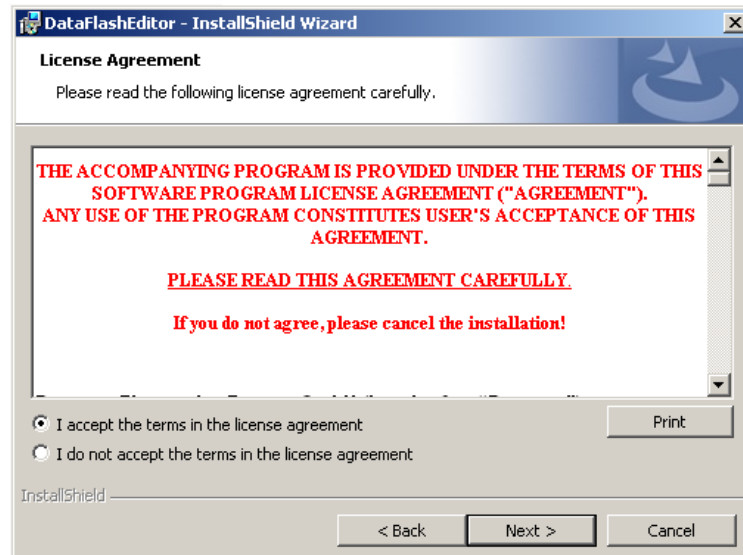 DataFlashEditor - InstallShield Wizard
License Agreement
Please read the following license agreement carefully.
THE ACCOMPANYING PROGRAM IS PROVIDED UNDER THE TERMS OF THIS
SOFTWARE PROGRAM LICENSE AGREEMENT ("AGREEMENT").
ANY USE OF THE PROGRAM CONSTITUTES USER'S ACCEPTANCE OF THIS
AGREEMENT.
PLEASE READ THIS AGREEMENT CAREFULLY.
If you do not agree, please cancel the installation!
I accept the terms in the license agreement
Print
I do not accept the terms in the license agreement
InstallShield
< Back
Next >
Cancel